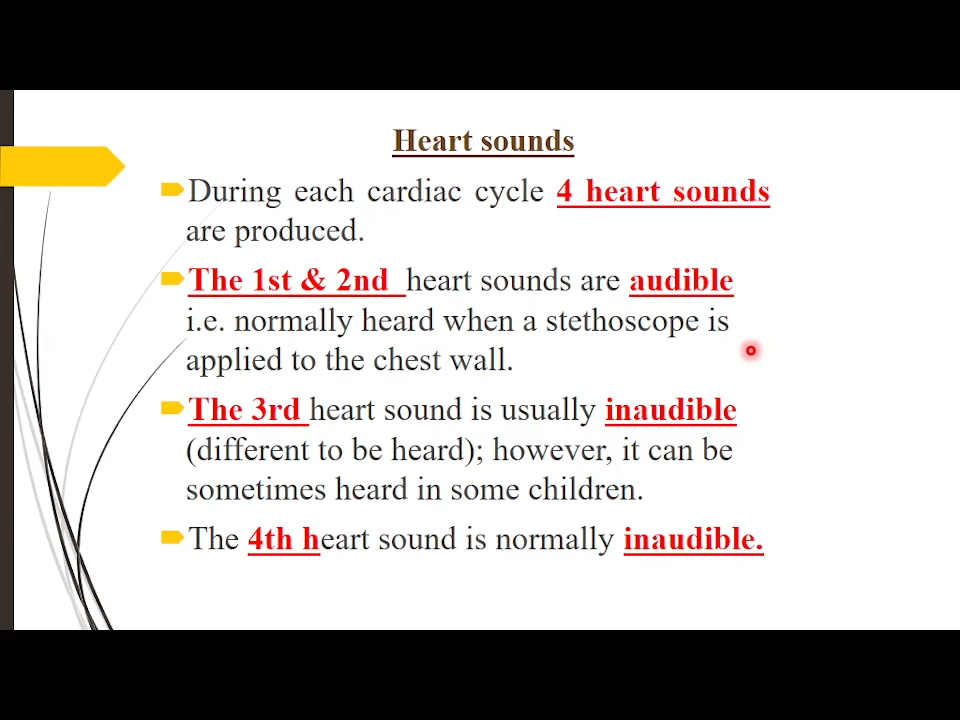 Heart sounds
During each cardiac cycle 4 heart sounds
are produced.
The 1st & 2nd heart sounds are audible
i.e. normally heard when a stethoscope is
applied to the chest wall.
The 3rd heart sound is usually inaudible
(different to be heard); however, it can be
sometimes heard in some children.
The 4th heart sound is normally inaudible.